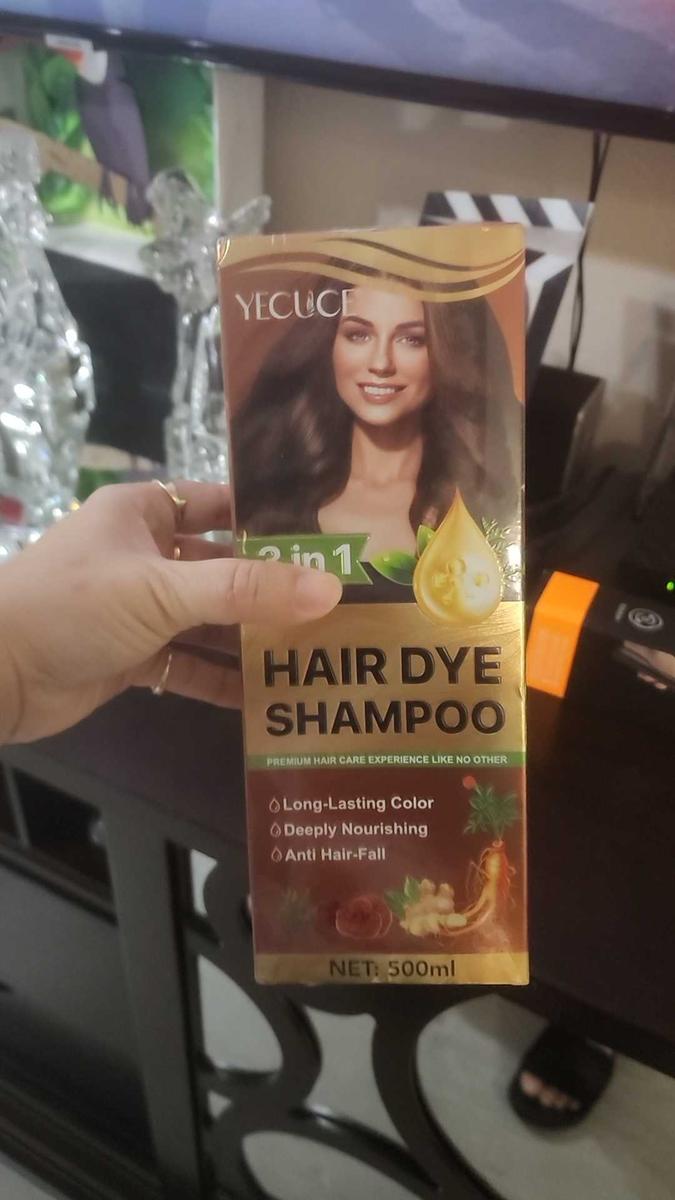 YECUCE
3 in 1
HAIR DYE
SHAMPOO
PREMIUM HAIR CARE EXPERIENCE LIKE NO OTHER
Long-Lasting Color
Deeply Nourishing
Anti Hair-Fall
NET: 500ml